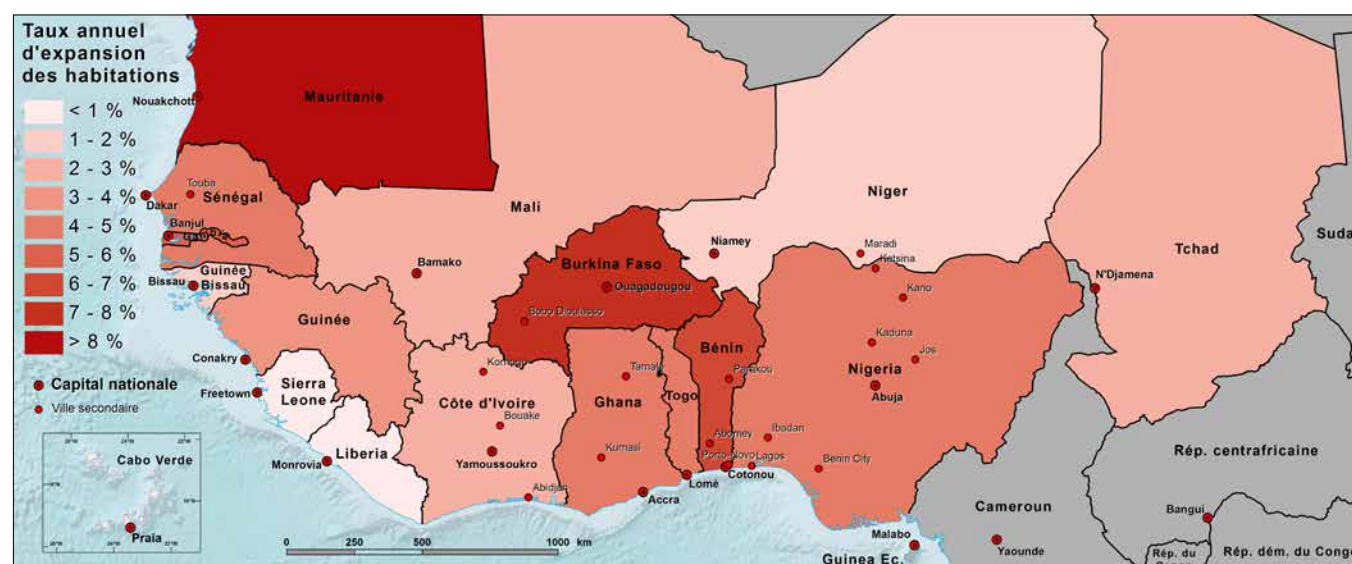 Taux annuel
d'expansion
des habitations
< 1 %
1 - 2 %
2 - 3 %
3 - 4 %
4 - 5 %
5 - 6 %
6 - 7 %
7 - 8 %
> 8 %
Capital nationale
Ville secondaire
Mauritanie
Nouakchott
Touba
Sénégal
Dakar
Banjul
Guinée
Bissau
Bissau
Mali
Bamako
Niger
Niamey
Maradi
Katsina
Tchad
N'Djamena
Suda
Burkina Faso
Ouagadougou
Bobo Dioulasso
Guinée
Conakry
Freetown
Sierra
Leone
Liberia
Monrovia
Korhogo
Côte d'Ivoire
Bouake
Yamoussokro
Abidjan
Tamale
Ghana
Kumasi
Accra
Togo
Lomé
Bénin
Parakou
Abomey
Porto-Novo
Cotonou
Kano
Kaduna
Jos
Nigeria
Abuja
Ibadan
Lagos
Benin City
Rép. centrafricaine
Bangui
Cameroun
Yaounde
Malabo
Guinea Ec.
Rép. du
Rép. dém. du Congo
Cabo Verde
Praia
0 250 500 1000 km